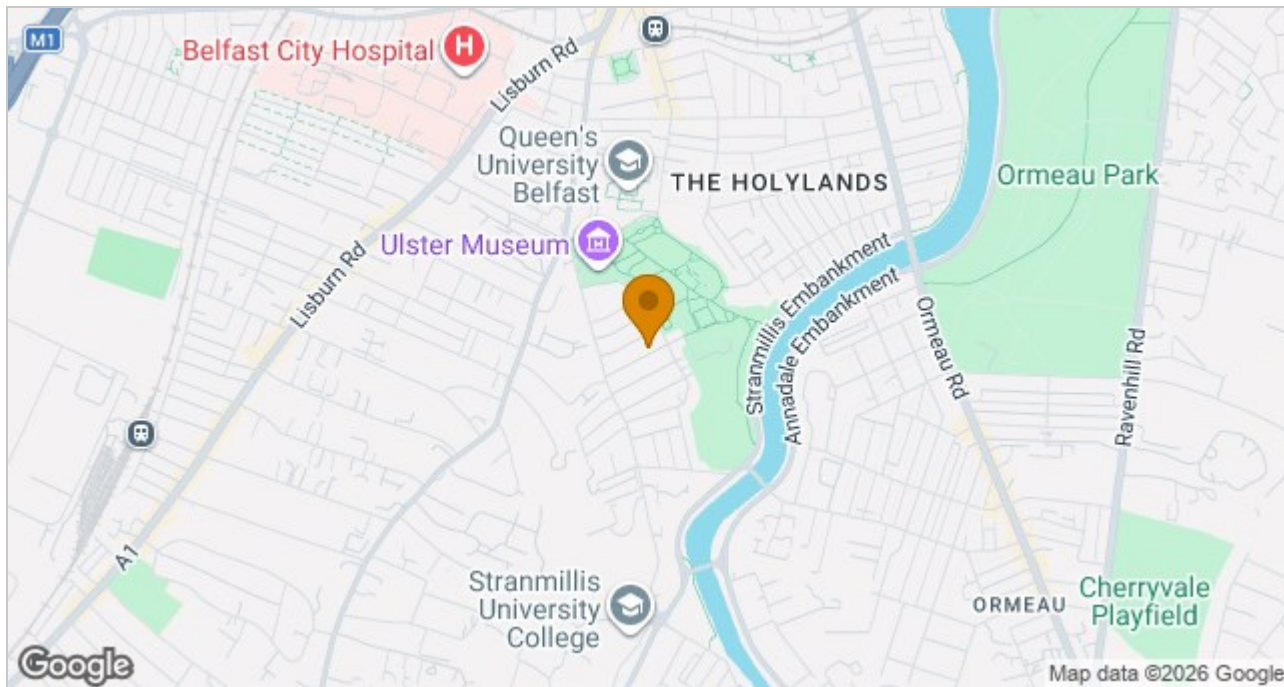 M1
Belfast City Hospital
H
Lisburn Rd
Queen's
University
Belfast
THE HOLYLANDS
Ormeau Park
Ulster Museum
Lisburn Rd
Stranmillis Embankment
Annadale Embankment
Ormeau Rd
Ravenhill Rd
A1
Stranmillis
University
College
ORMEAU
Cherryvale
Playfield
Google
Map data ©2026 Google